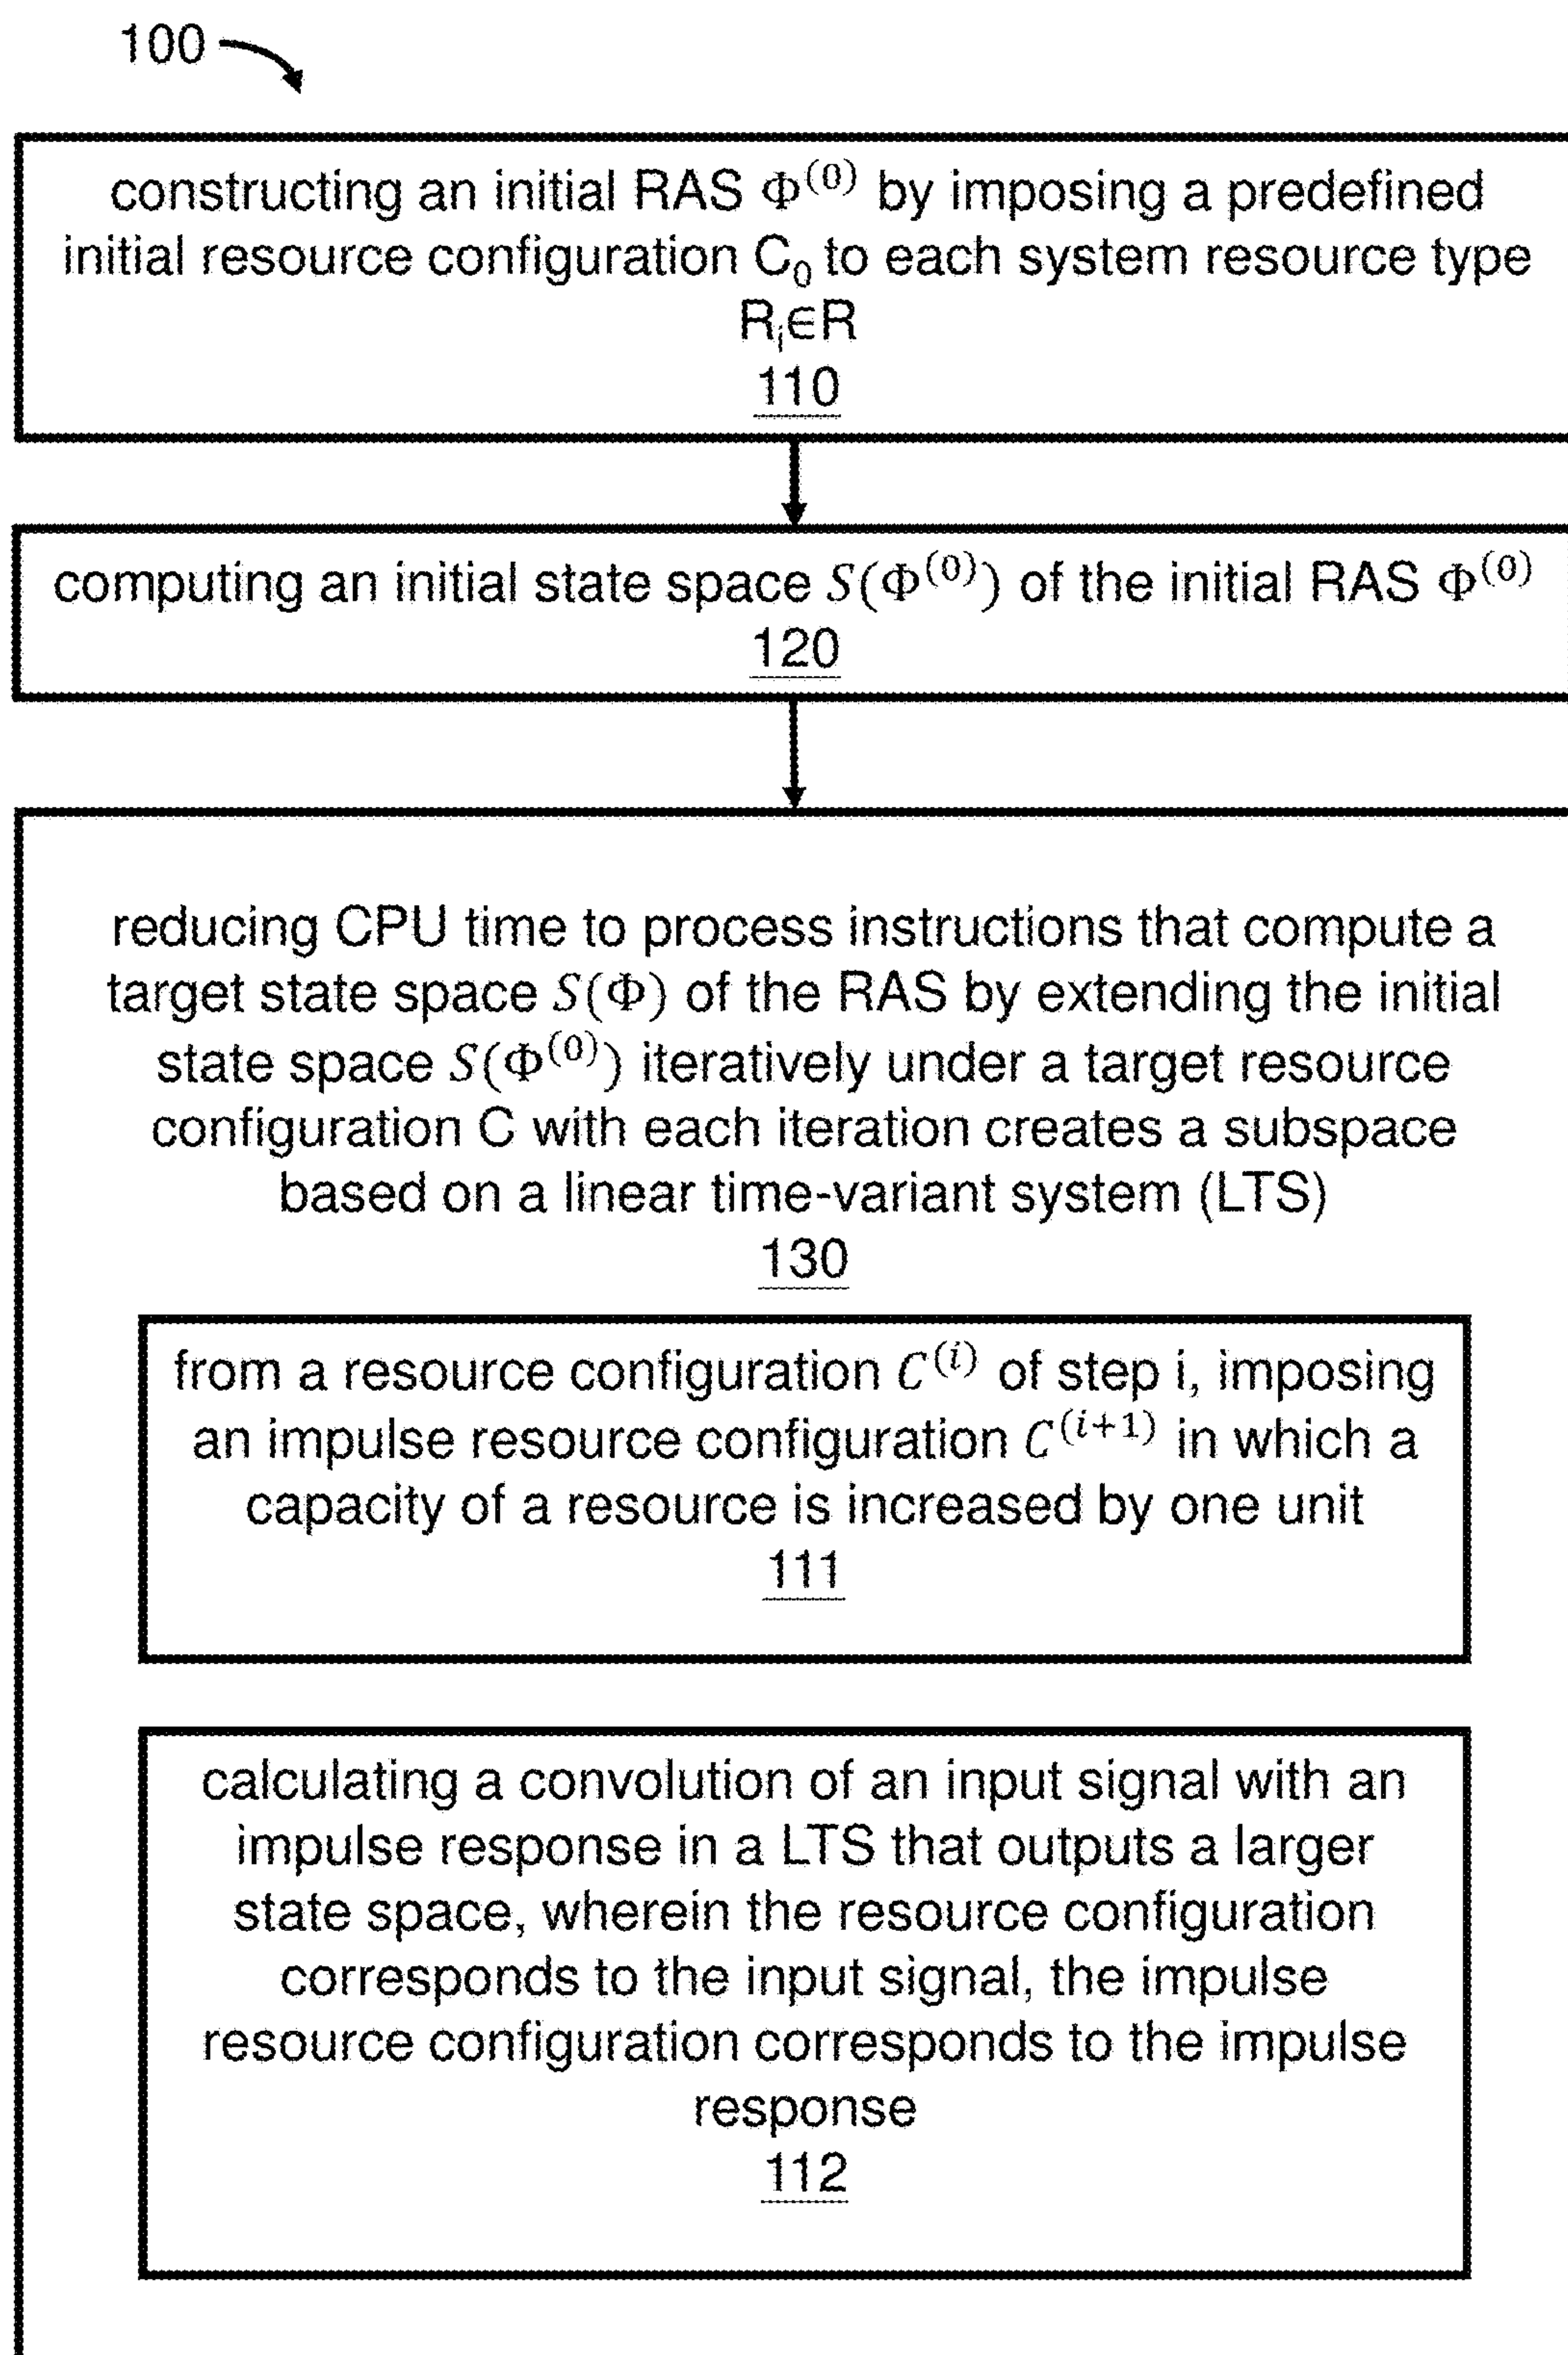 100
constructing an initial RAS Φ⁽⁰⁾ by imposing a predefined
initial resource configuration C₀ to each system resource type
Rᵢ∈R
110
computing an initial state space S(Φ⁽⁰⁾) of the initial RAS Φ⁽⁰⁾
120
reducing CPU time to process instructions that compute a
target state space S(Φ) of the RAS by extending the initial
state space S(Φ⁽⁰⁾) iteratively under a target resource
configuration C with each iteration creates a subspace
based on a linear time-variant system (LTS)
130
from a resource configuration C⁽ⁱ⁾ of step i, imposing
an impulse resource configuration C⁽ⁱ⁺¹⁾ in which a
capacity of a resource is increased by one unit
111
calculating a convolution of an input signal with an
impulse response in a LTS that outputs a larger
state space, wherein the resource configuration
corresponds to the input signal, the impulse
resource configuration corresponds to the impulse
response
112